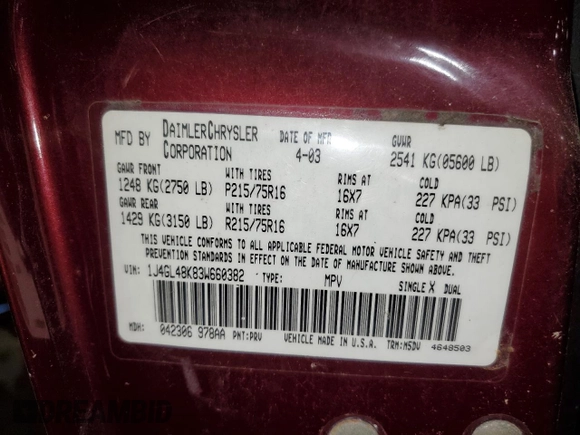 MFD BY DAIMLERCHRYSLER CORPORATION DATE OF MFR 4-03 GVWR 2541 KG(05600 LB)
GAWR FRONT WITH TIRES RIMS AT COLD
1248 KG(2750 LB) P215/75R16 16X7 227 KPA(33 PSI)
GAWR REAR WITH TIRES RIMS AT COLD
1429 KG(3150 LB) R215/75R16 16X7 227 KPA(33 PSI)
THIS VEHICLE CONFORMS TO ALL APPLICABLE FEDERAL MOTOR VEHICLE SAFETY AND THEFT
PREVENTION STANDARDS IN EFFECT ON THE DATE OF MANUFACTURE SHOWN ABOVE.
VIN: 1J4GL48K83W660382 TYPE: MPV SINGLE X DUAL
MDH: 042306 978AA PNT:PRV VEHICLE MADE IN U.S.A. TRM:M5DV 4648503
DREAMBID